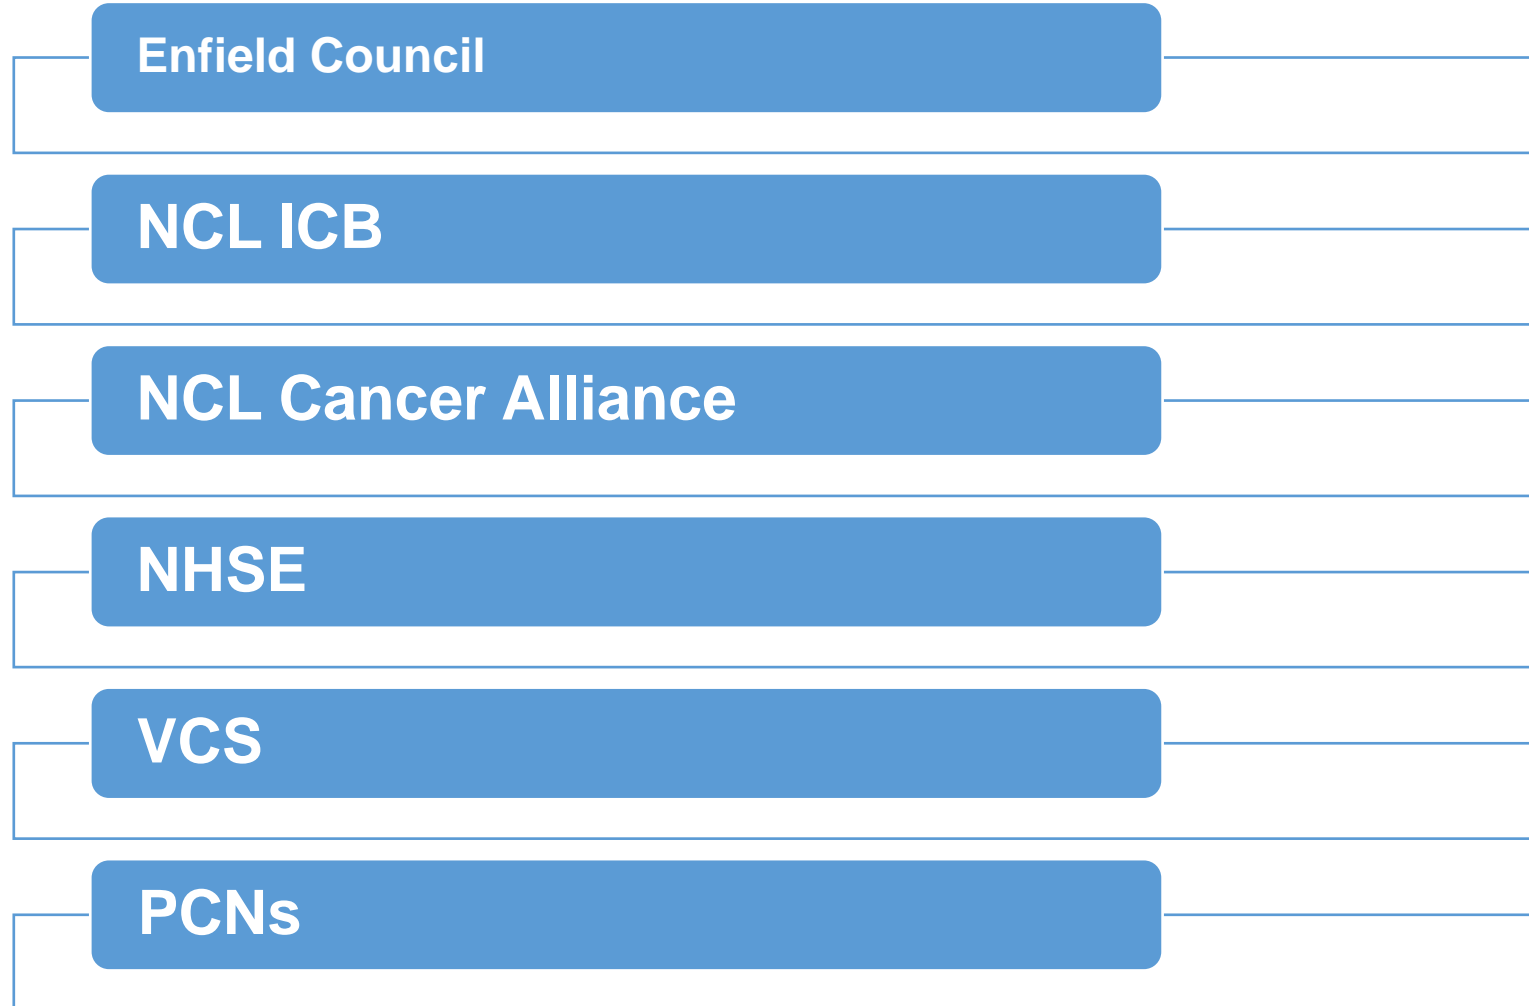 Enfield Council
NCL ICB
NCL Cancer Alliance
NHSE
VCS
PCNs